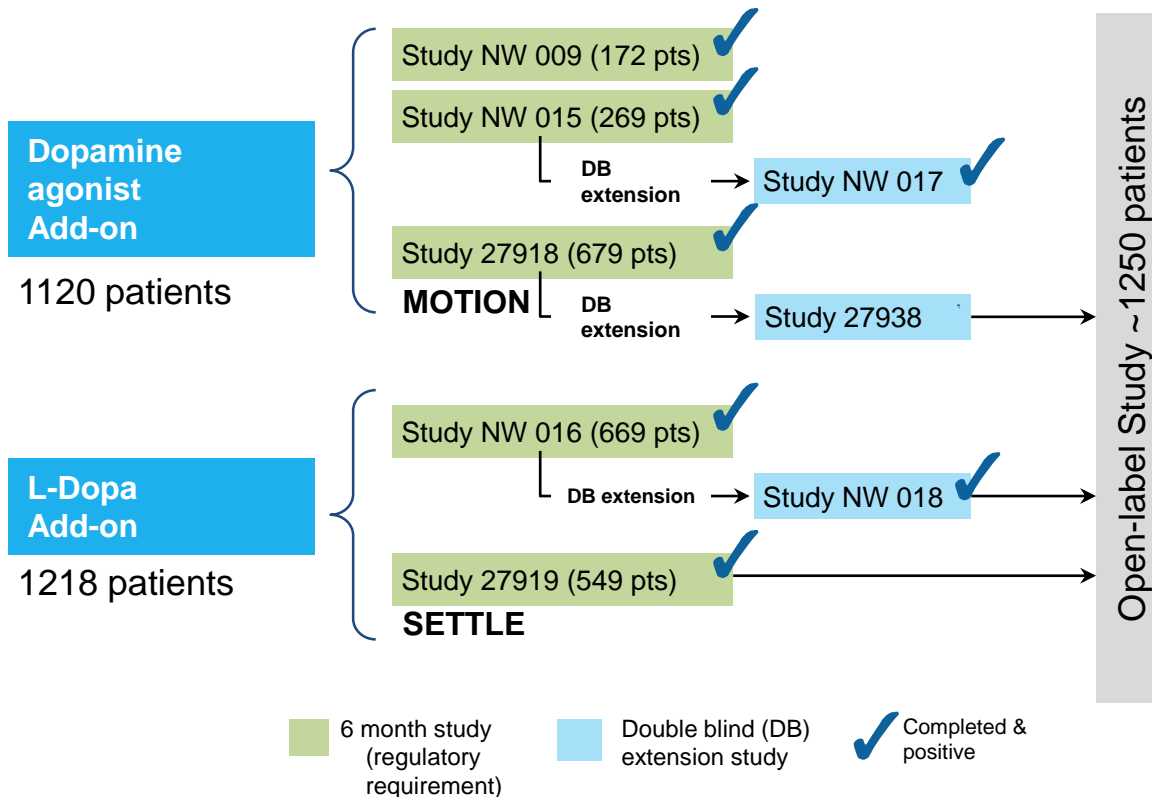 Dopamine
agonist
Add-on
1120 patients
Study NW 009 (172 pts)
Study NW 015 (269 pts)
DB
extension
Study NW 017
Study 27918 (679 pts)
MOTION
DB
extension
Study 27938
L-Dopa
Add-on
1218 patients
Study NW 016 (669 pts)
DB extension
Study NW 018
Study 27919 (549 pts)
SETTLE
Open-label Study ~1250 patients
6 month study
(regulatory
requirement)
Double blind (DB)
extension study
Completed &
positive